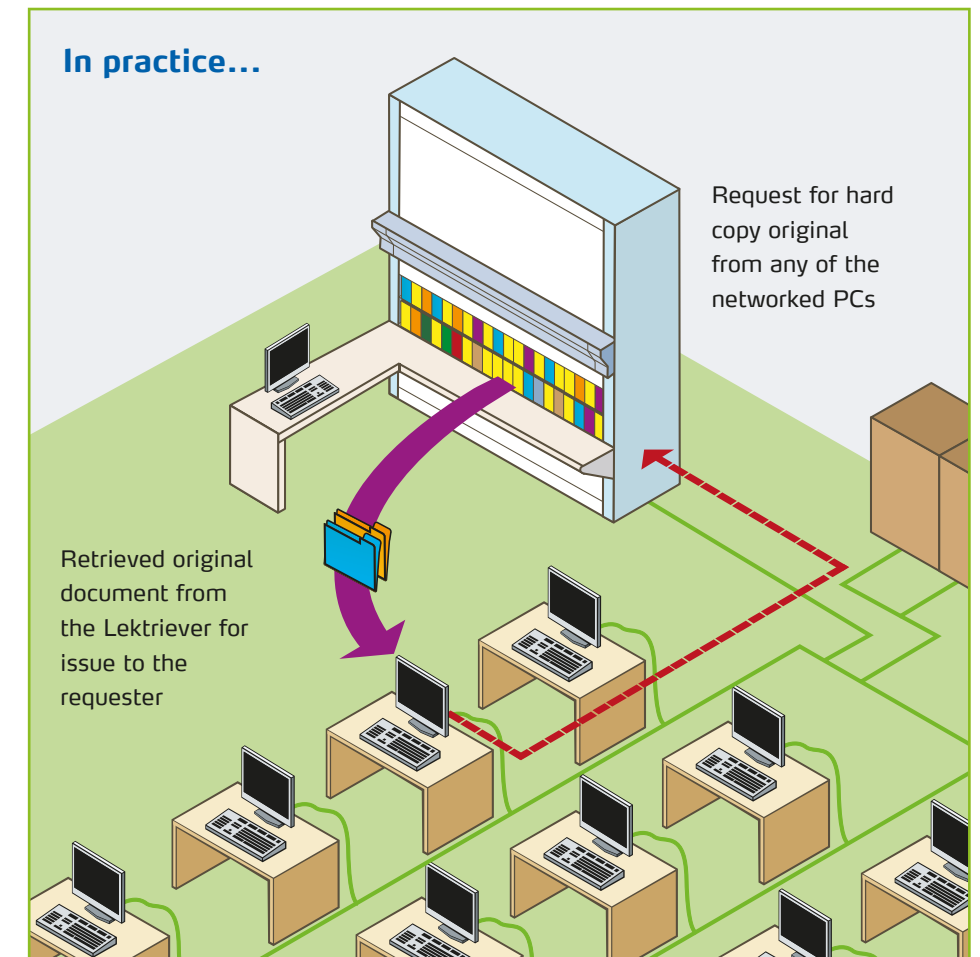 In practice...
Request for hard
copy original
from any of the
networked PCs
Retrieved original
document from
the Lektriever for
issue to the
requester